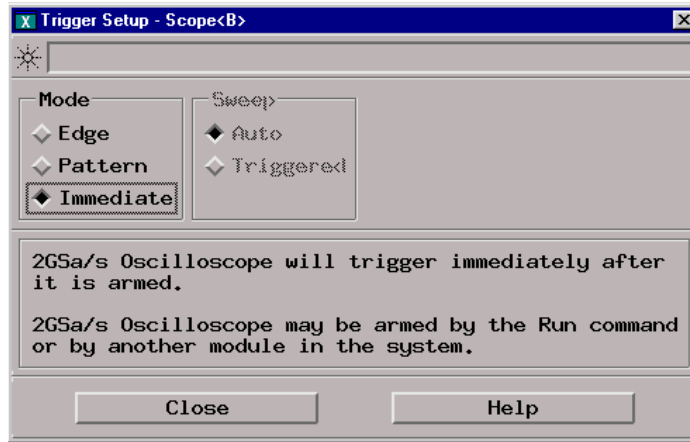 Trigger Setup - Scope<B>
Mode
Sweep
Edge
Auto
Pattern
Triggered
Immediate
2GSa/s Oscilloscope will trigger immediately after
it is armed.
2GSa/s Oscilloscope may be armed by the Run command
or by another module in the system.
Close
Help